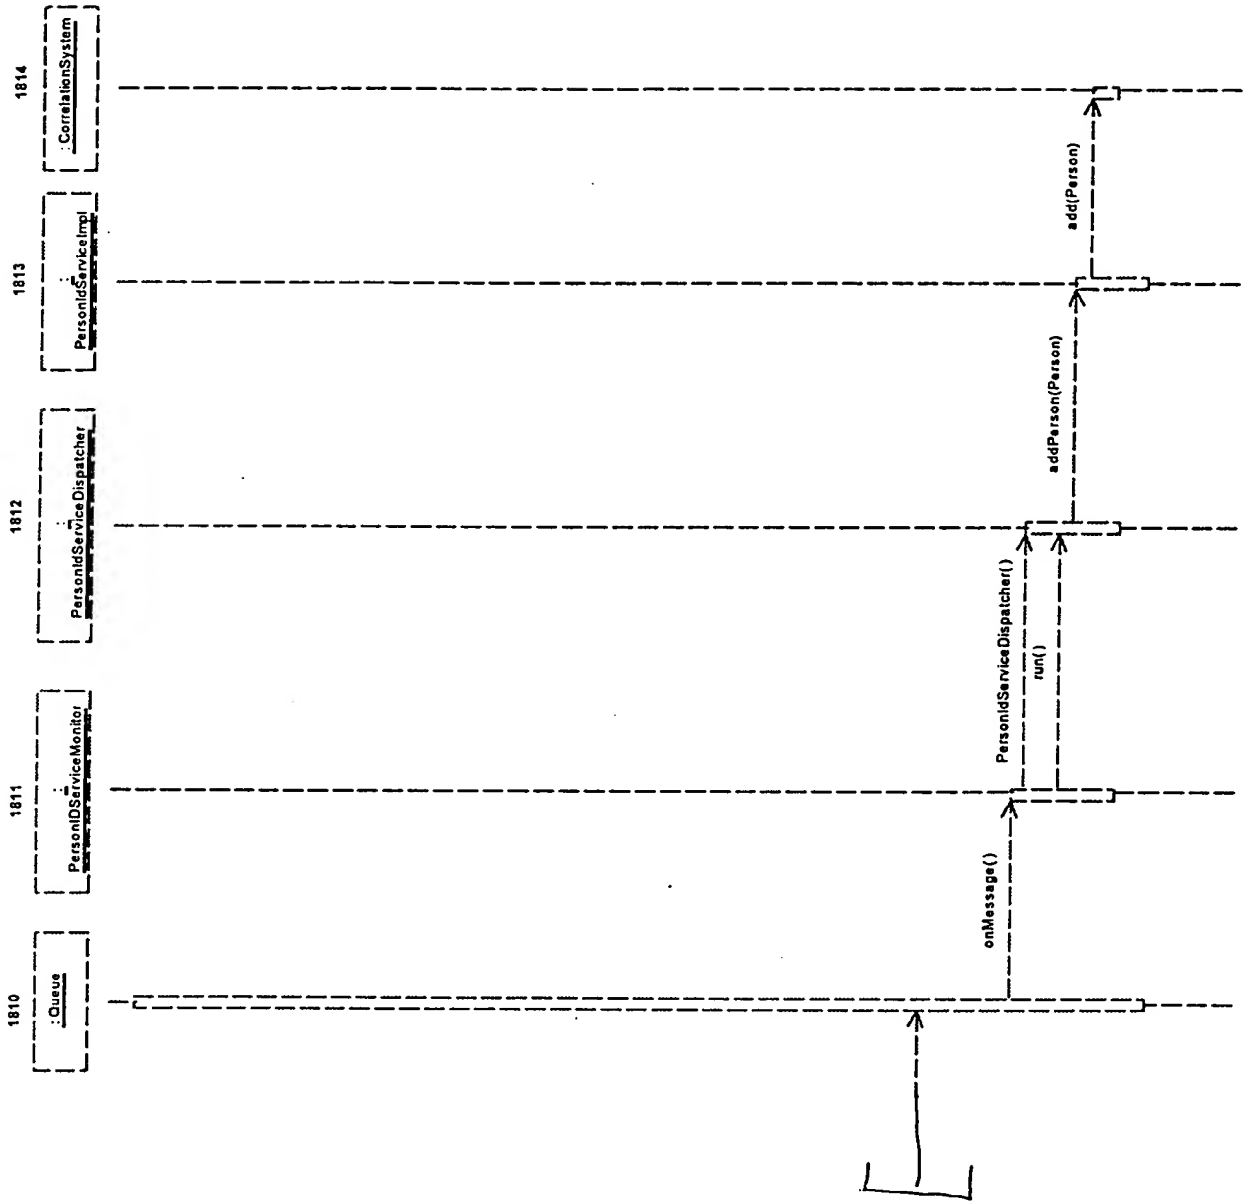 1810
:Queue
1811
:
PersonIDServiceMonitor
1812
:
PersonIdServiceDispatcher
1813
:
PersonIdServiceImpl
1814
:CorrelationSystem
onMessage()
PersonIdServiceDispatcher()
run()
addPerson(Person)
add(Person)